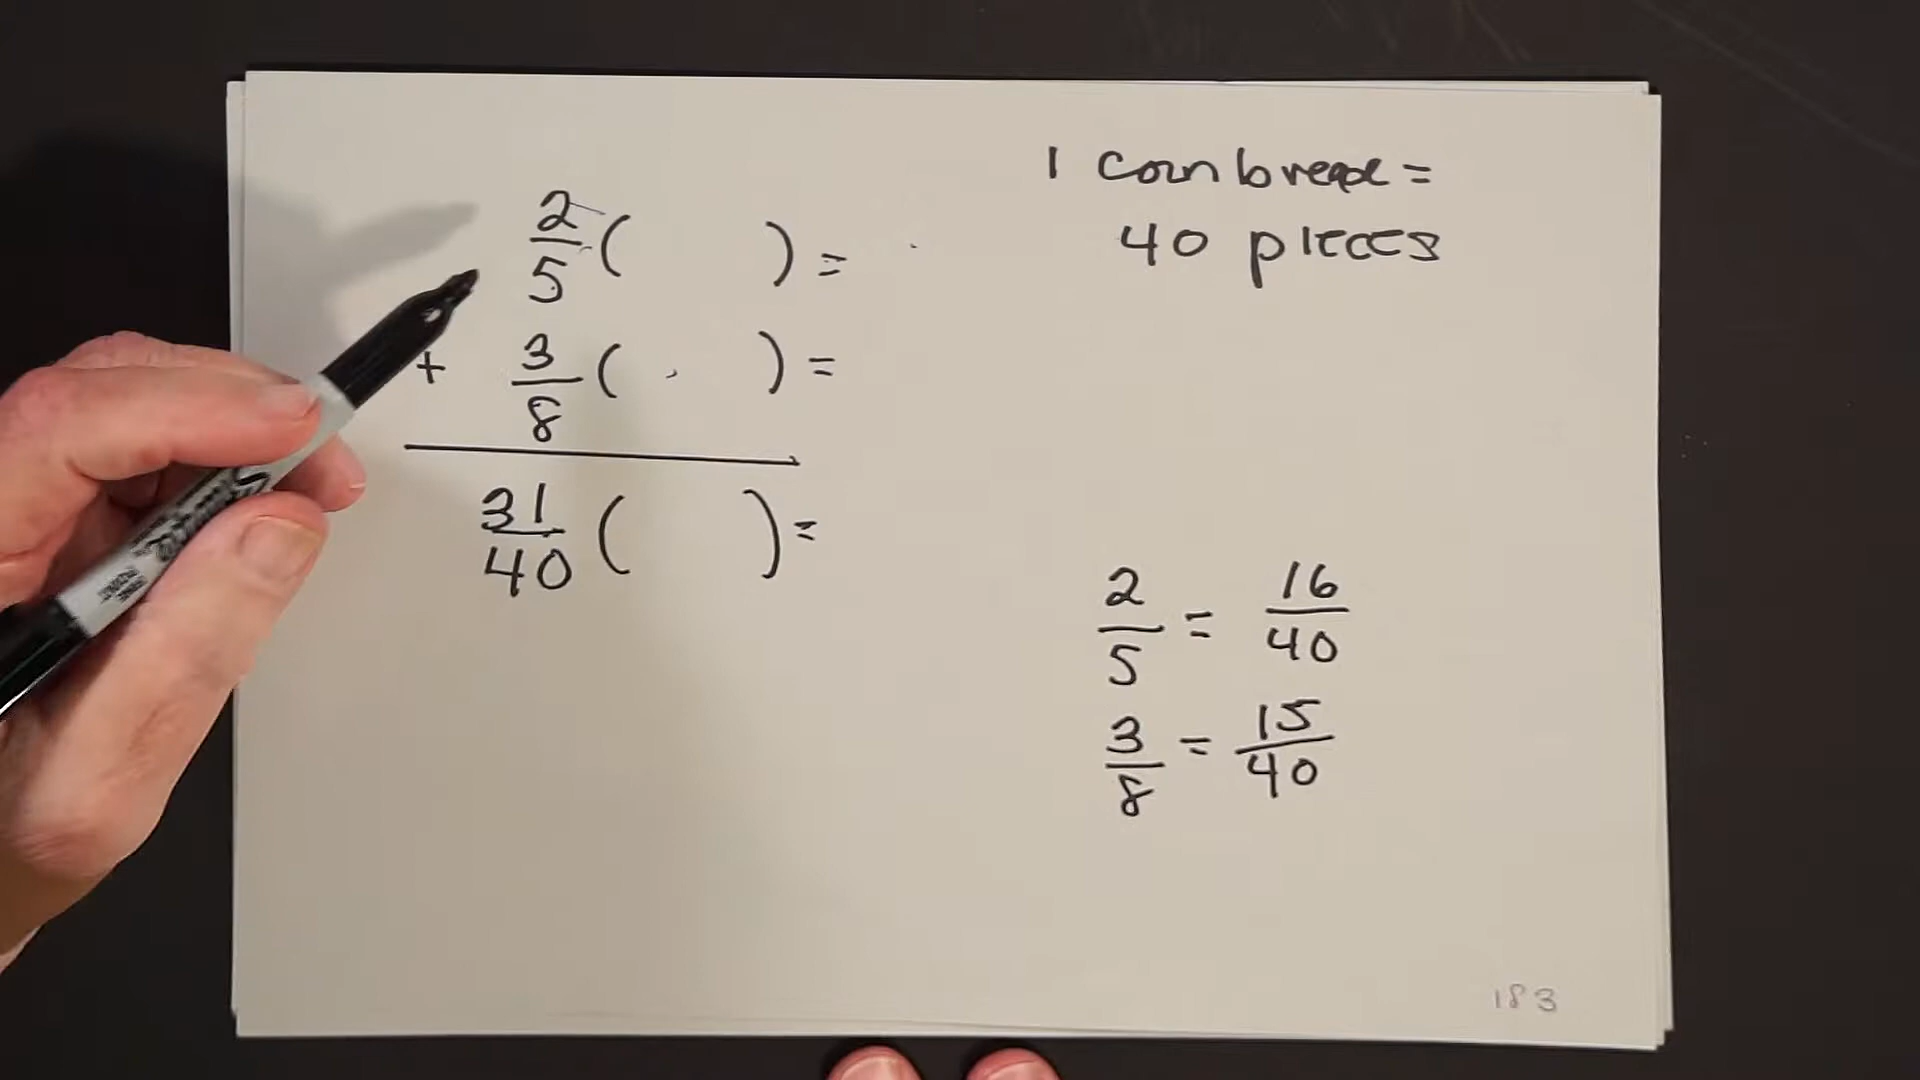 2/5 ( ) =
+ 3/8 ( ) =
31/40 ( ) =
1 cornbread =
40 pieces
2/5 = 16/40
3/8 = 15/40
183